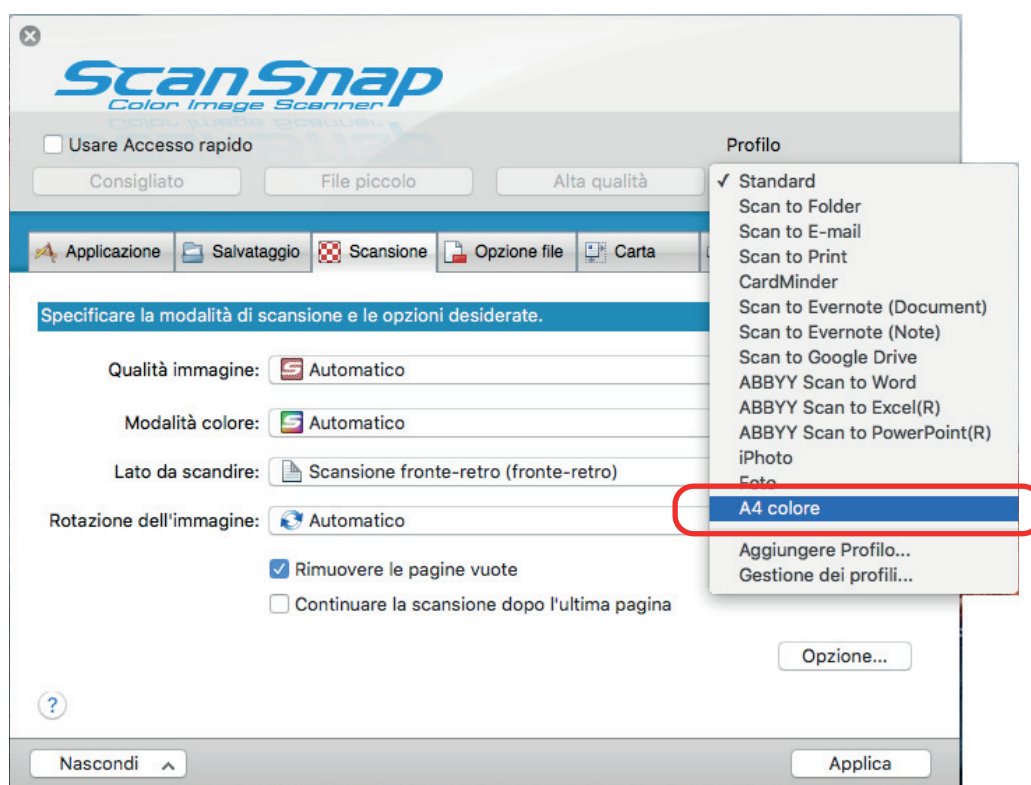 ScanSnap
Color Image Scanner
Usare Accesso rapido
Profilo
Consigliato
File piccolo
Alta qualità
✓ Standard
Scan to Folder
Scan to E-mail
Scan to Print
CardMinder
Scan to Evernote (Document)
Scan to Evernote (Note)
Scan to Google Drive
ABBYY Scan to Word
ABBYY Scan to Excel(R)
ABBYY Scan to PowerPoint(R)
iPhoto
Foto
A4 colore
Aggiungere Profilo...
Gestione dei profili...
Applicazione
Salvataggio
Scansione
Opzione file
Carta
Specificare la modalità di scansione e le opzioni desiderate.
Qualità immagine: Automatico
Modalità colore: Automatico
Lato da scandire: Scansione fronte-retro (fronte-retro)
Rotazione dell'immagine: Automatico
Rimuovere le pagine vuote
Continuare la scansione dopo l'ultima pagina
Opzione...
?
Nascondi
Applica